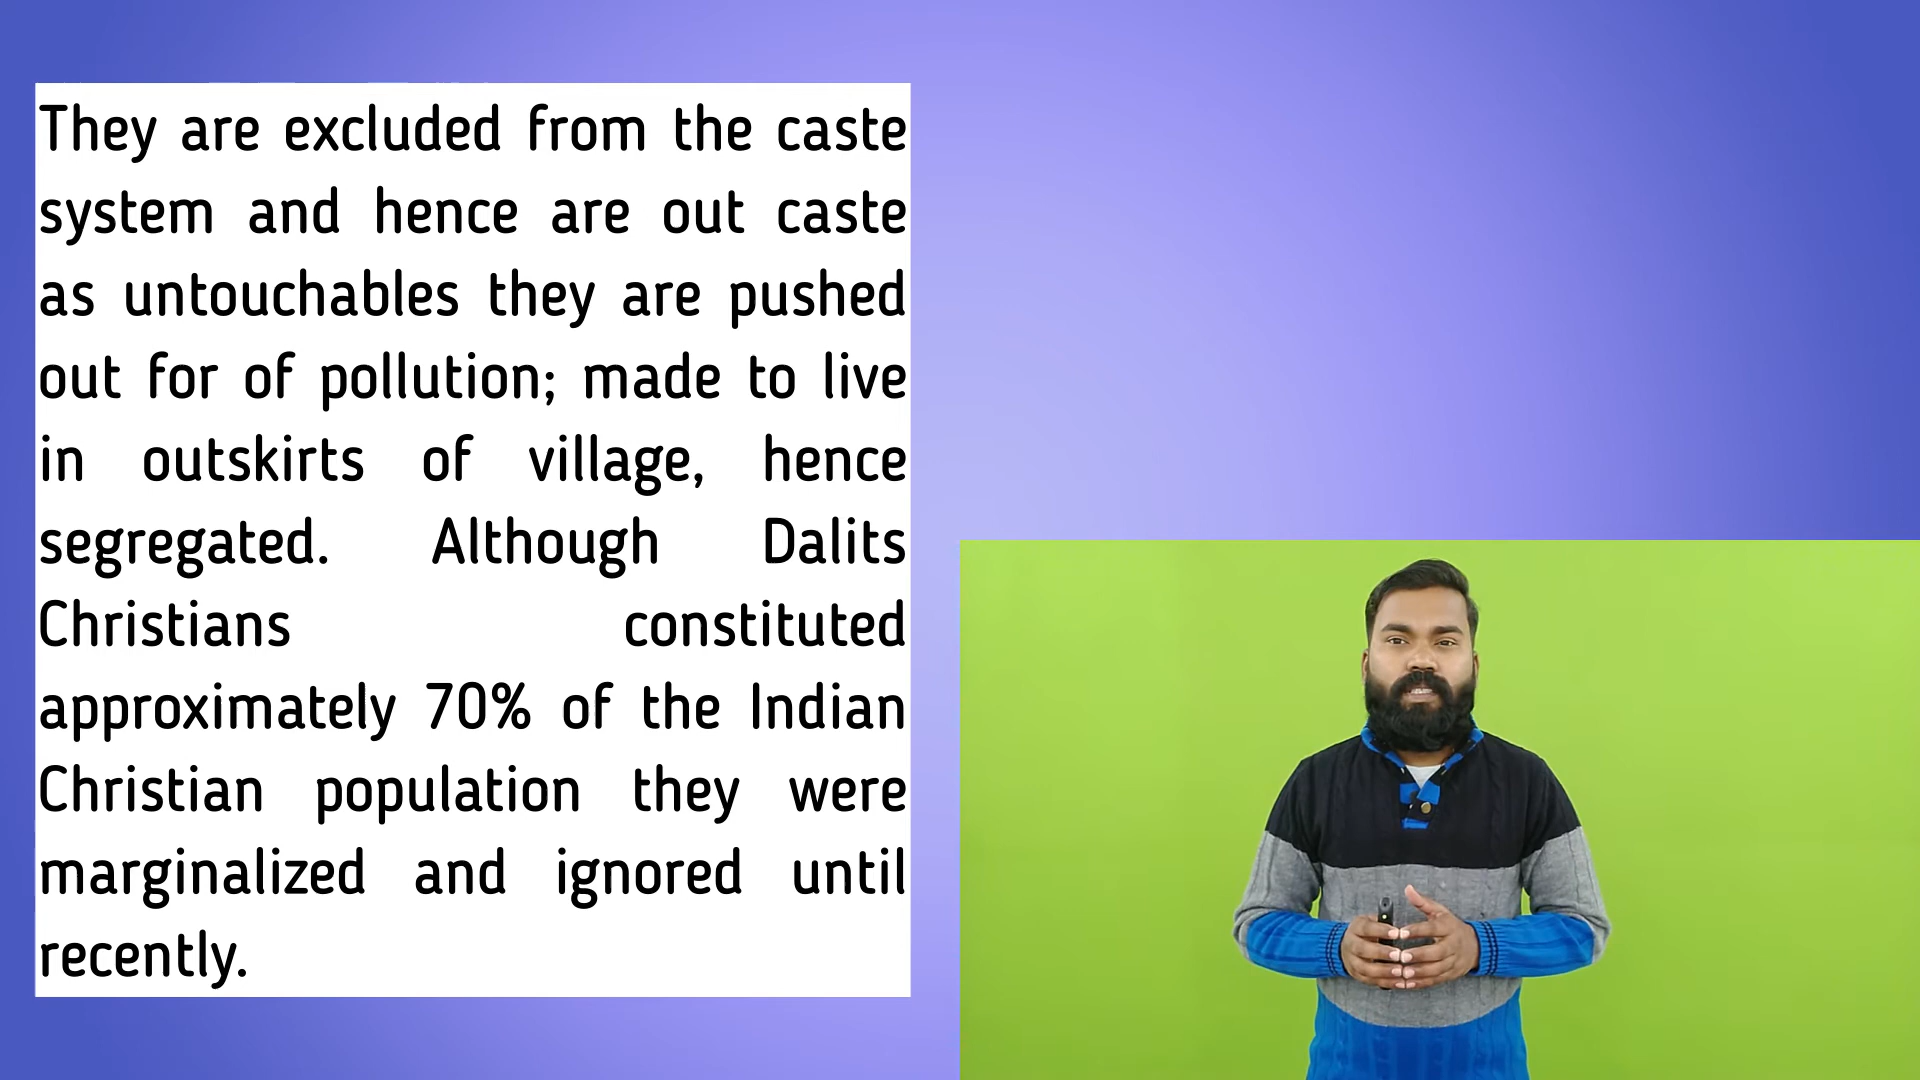 They are excluded from the caste
system and hence are out caste
as untouchables they are pushed
out for of pollution; made to live
in outskirts of village, hence
segregated. Although Dalits
Christians constituted
approximately 70% of the Indian
Christian population they were
marginalized and ignored until
recently.